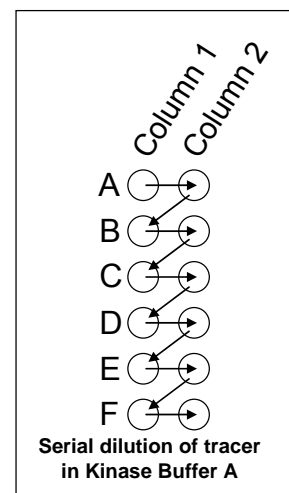 Column 1
Column 2
A
B
C
D
E
F
Serial dilution of tracer
in Kinase Buffer A